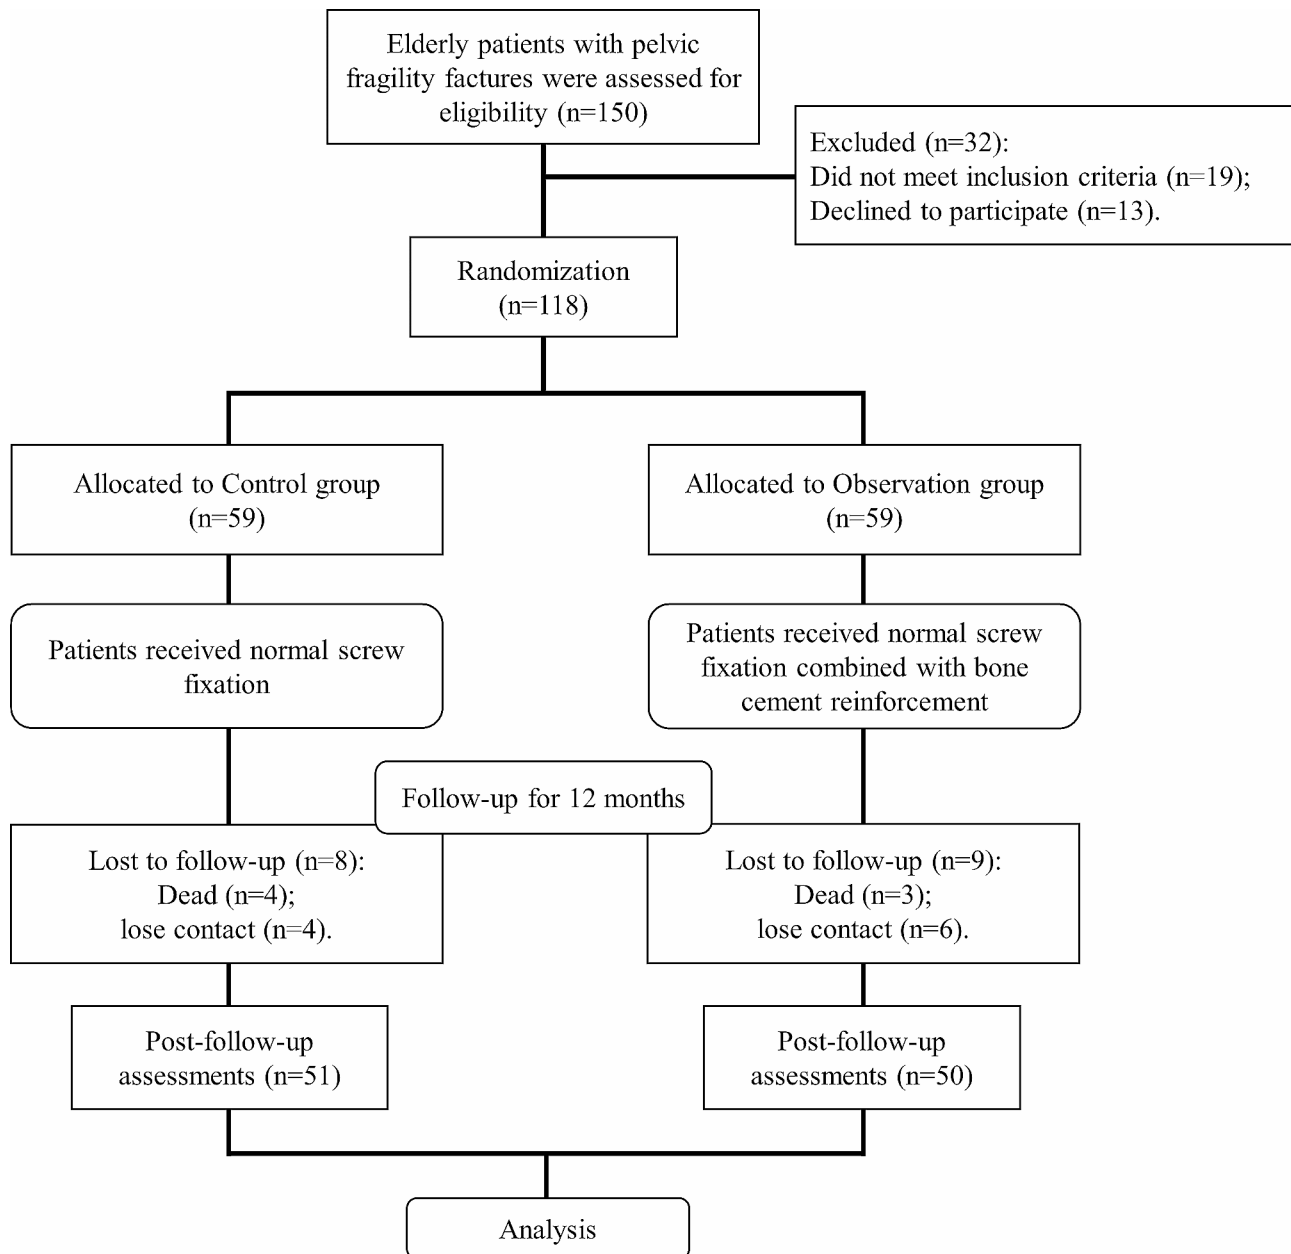 Elderly patients with pelvic
fragility factures were assessed for
eligibility (n=150)
Excluded (n=32):
Did not meet inclusion criteria (n=19);
Declined to participate (n=13).
Randomization
(n=118)
Allocated to Control group
(n=59)
Allocated to Observation group
(n=59)
Patients received normal screw
fixation
Patients received normal screw
fixation combined with bone
cement reinforcement
Follow-up for 12 months
Lost to follow-up (n=8):
Dead (n=4);
lose contact (n=4).
Lost to follow-up (n=9):
Dead (n=3);
lose contact (n=6).
Post-follow-up
assessments (n=51)
Post-follow-up
assessments (n=50)
Analysis